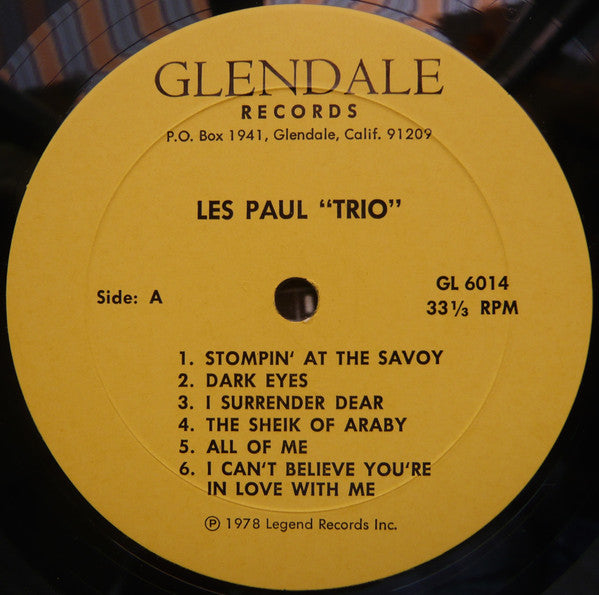 GLENDALE
RECORDS
P.O. Box 1941, Glendale, Calif. 91209
LES PAUL “TRIO”
Side: A
GL 6014
33 1/3 RPM
1. STOMPIN' AT THE SAVOY
2. DARK EYES
3. I SURRENDER DEAR
4. THE SHEIK OF ARABY
5. ALL OF ME
6. I CAN'T BELIEVE YOU'RE
IN LOVE WITH ME
℗ 1978 Legend Records Inc.